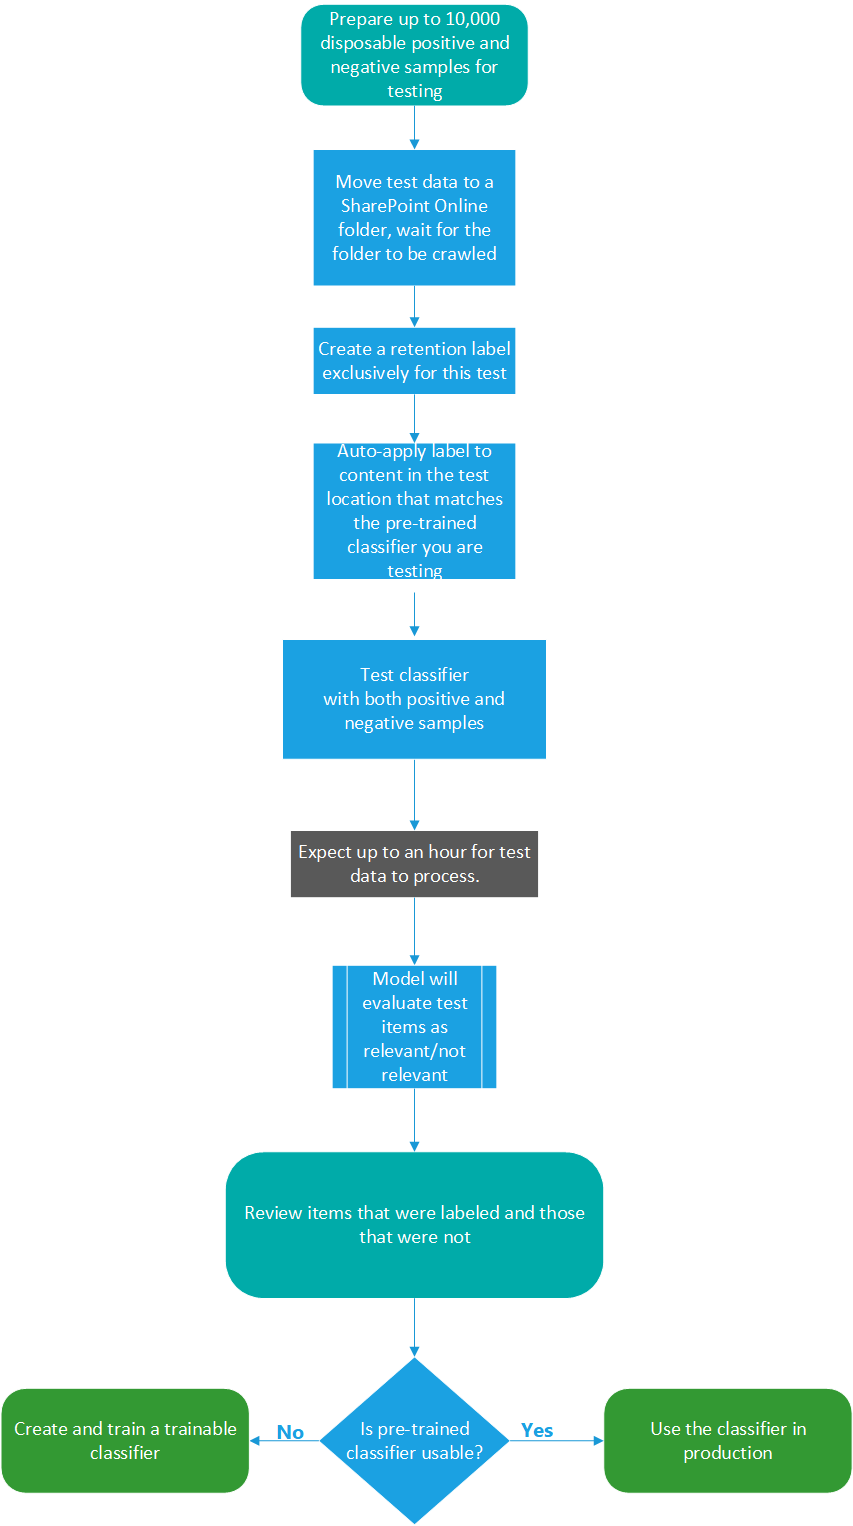 Prepare up to 10,000
disposable positive and
negative samples for
testing
Move test data to a
SharePoint Online
folder, wait for the
folder to be crawled
Create a retention label
exclusively for this test
Auto-apply label to
content in the test
location that matches
the pre-trained
classifier you are
testing
Test classifier
with both positive and
negative samples
Expect up to an hour for test
data to process.
Model will
evaluate test
items as
relevant/not
relevant
Review items that were labeled and those
that were not
Is pre-trained
classifier usable?
No
Create and train a trainable
classifier
Yes
Use the classifier in
production